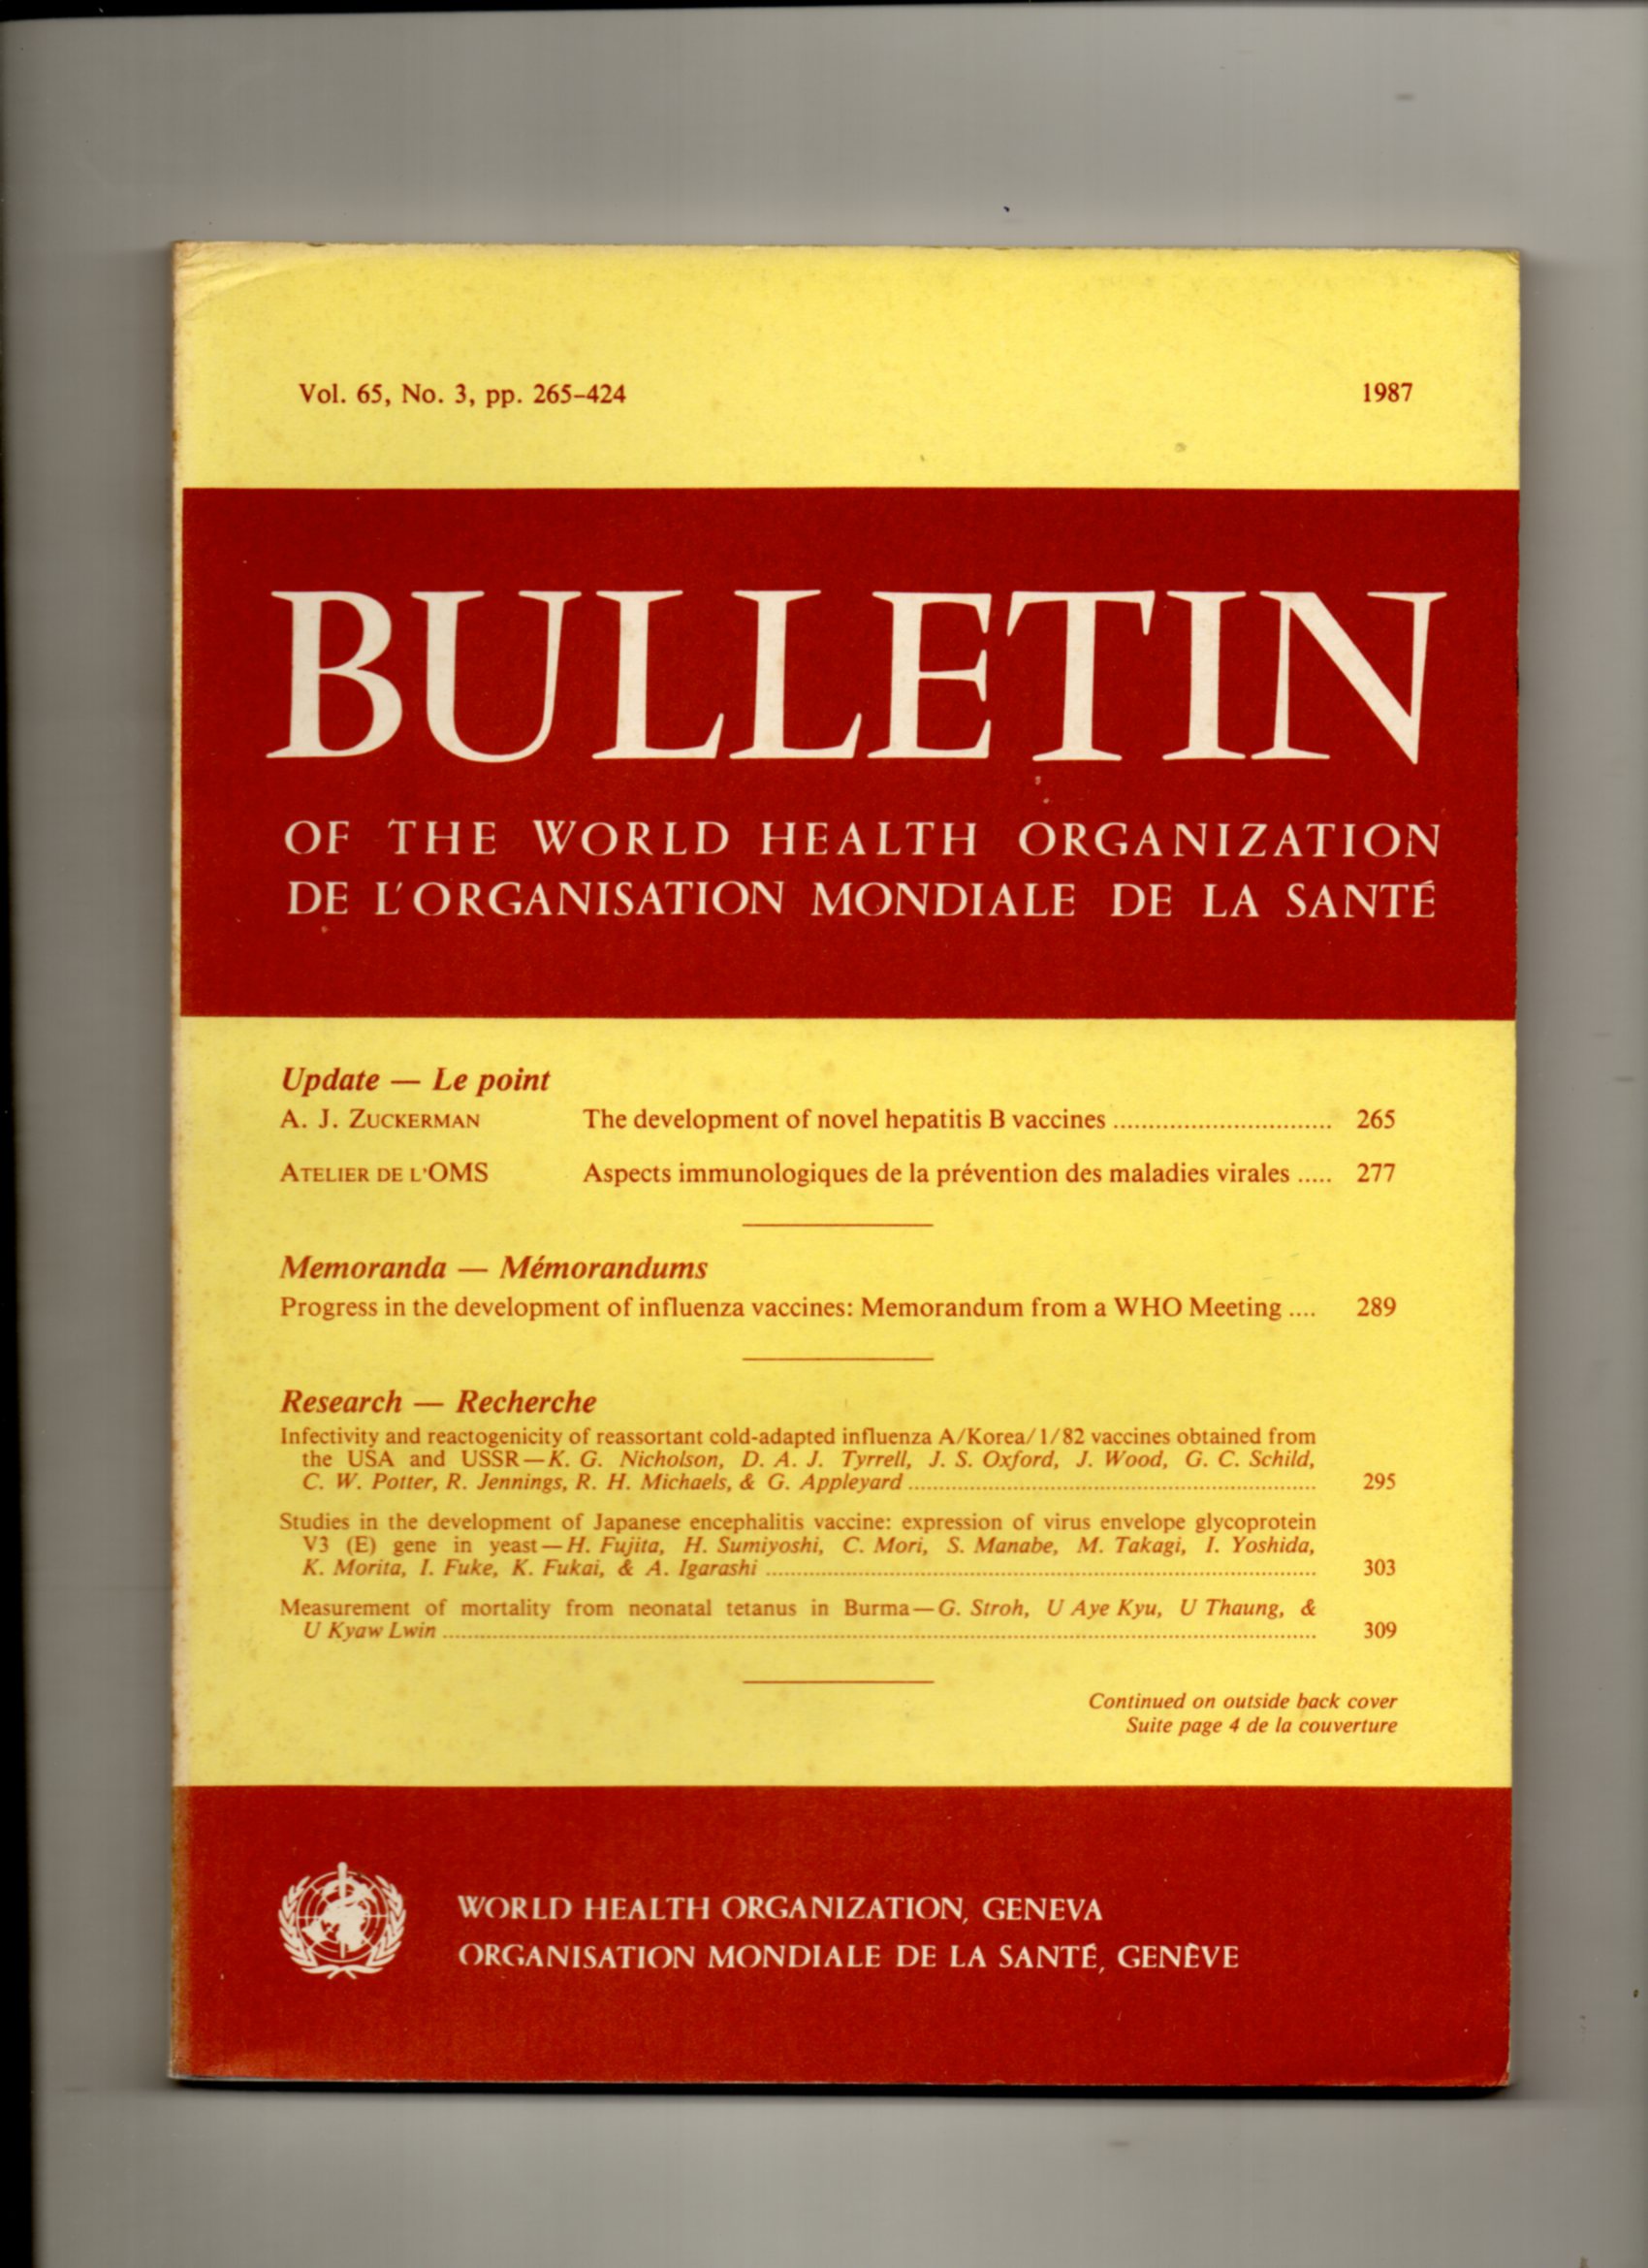 Vol. 65, No. 3, pp. 265–424 1987
BULLETIN
OF THE WORLD HEALTH ORGANIZATION
DE L'ORGANISATION MONDIALE DE LA SANTÉ
Update — Le point
A. J. ZUCKERMAN The development of novel hepatitis B vaccines ............................... 265
ATELIER DE L'OMS Aspects immunologiques de la prévention des maladies virales ..... 277
Memoranda — Mémorandums
Progress in the development of influenza vaccines: Memorandum from a WHO Meeting .... 289
Research — Recherche
Infectivity and reactogenicity of reassortant cold-adapted influenza A/Korea/1/82 vaccines obtained from
the USA and USSR—K. G. Nicholson, D. A. J. Tyrrell, J. S. Oxford, J. Wood, G. C. Schild,
C. W. Potter, R. Jennings, R. H. Michaels, & G. Appleyard ............................................................ 295
Studies in the development of Japanese encephalitis vaccine: expression of virus envelope glycoprotein
V3 (E) gene in yeast—H. Fujita, H. Sumiyoshi, C. Mori, S. Manabe, M. Takagi, I. Yoshida,
K. Morita, I. Fuke, K. Fukai, & A. Igarashi ............................................................ 303
Measurement of mortality from neonatal tetanus in Burma—G. Stroh, U Aye Kyu, U Thaung, &
U Kyaw Lwin ............................................................ 309
Continued on outside back cover
Suite page 4 de la couverture
WORLD HEALTH ORGANIZATION, GENEVA
ORGANISATION MONDIALE DE LA SANTÉ, GENÈVE